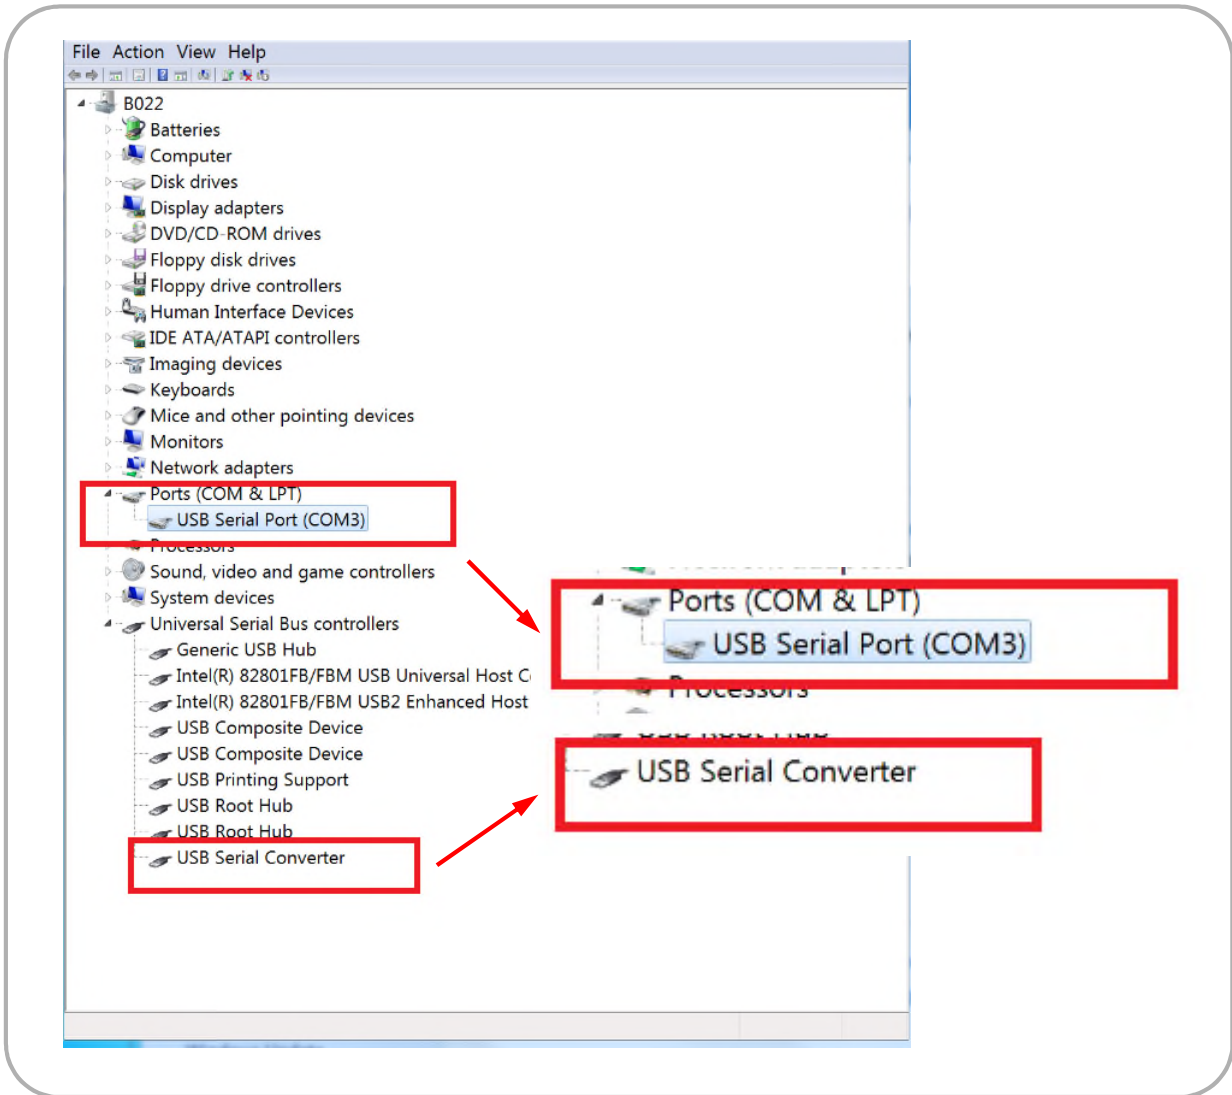 File Action View Help
B022
Batteries
Computer
Disk drives
Display adapters
DVD/CD-ROM drives
Floppy disk drives
Floppy drive controllers
Human Interface Devices
IDE ATA/ATAPI controllers
Imaging devices
Keyboards
Mice and other pointing devices
Monitors
Network adapters
Ports (COM & LPT)
USB Serial Port (COM3)
Processors
Sound, video and game controllers
System devices
Universal Serial Bus controllers
Generic USB Hub
Intel(R) 82801FB/FBM USB Universal Host C
Intel(R) 82801FB/FBM USB2 Enhanced Host
USB Composite Device
USB Composite Device
USB Printing Support
USB Root Hub
USB Root Hub
USB Serial Converter
Ports (COM & LPT)
USB Serial Port (COM3)
Processors
USB Root Hub
USB Serial Converter